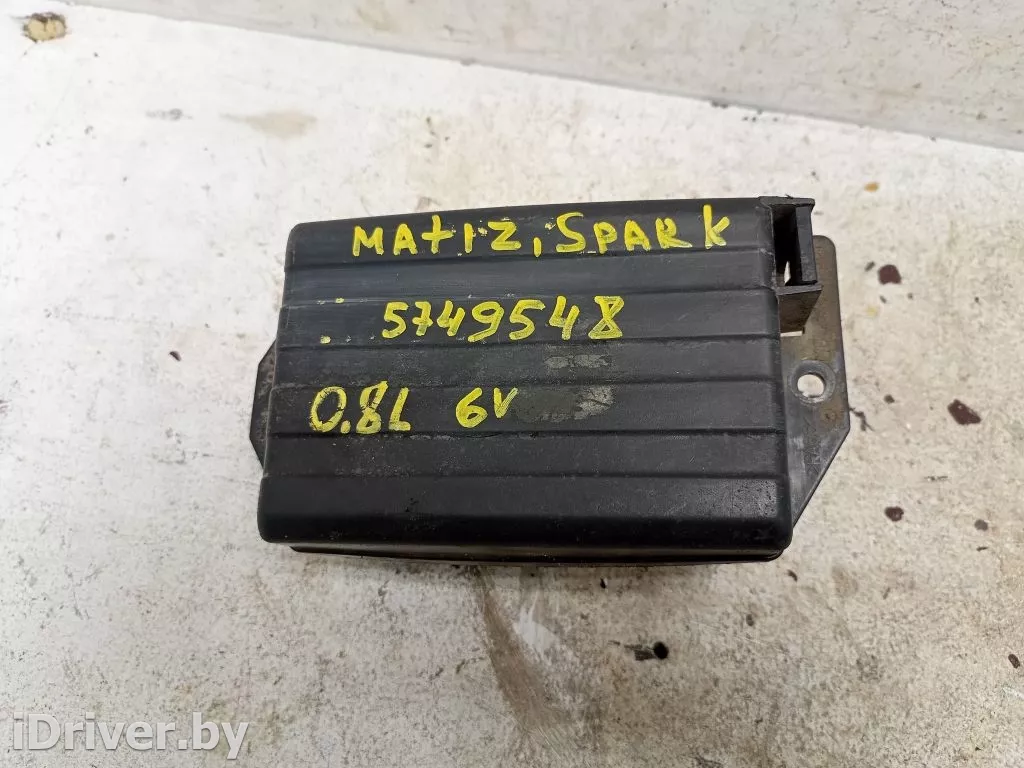 MATIZ, SPARK
5749548
0.8L 6V
iDriver.by